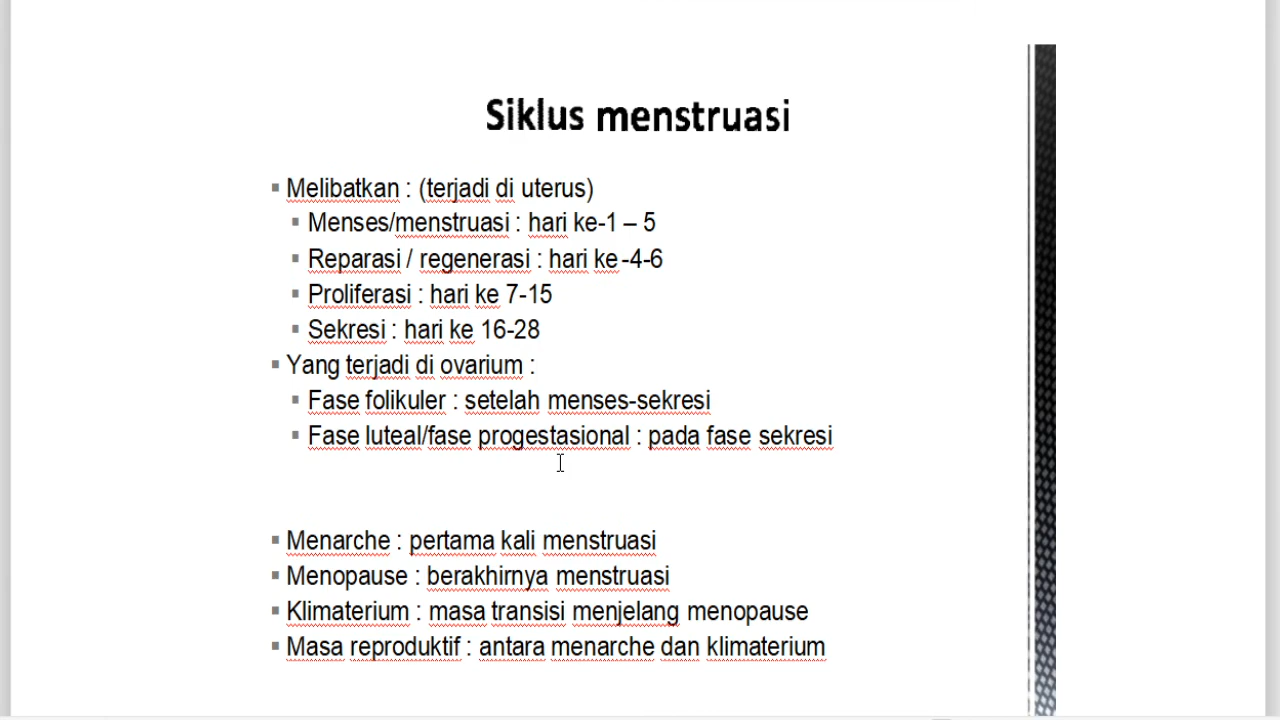 Siklus menstruasi
▪ Melibatkan : (terjadi di uterus)
▪ Menses/menstruasi : hari ke-1 – 5
▪ Reparasi / regenerasi : hari ke -4-6
▪ Proliferasi : hari ke 7-15
▪ Sekresi : hari ke 16-28
▪ Yang terjadi di ovarium :
▪ Fase folikuler : setelah menses-sekresi
▪ Fase luteal/fase progestasional : pada fase sekresi
▪ Menarche : pertama kali menstruasi
▪ Menopause : berakhirnya menstruasi
▪ Klimaterium : masa transisi menjelang menopause
▪ Masa reproduktif : antara menarche dan klimaterium